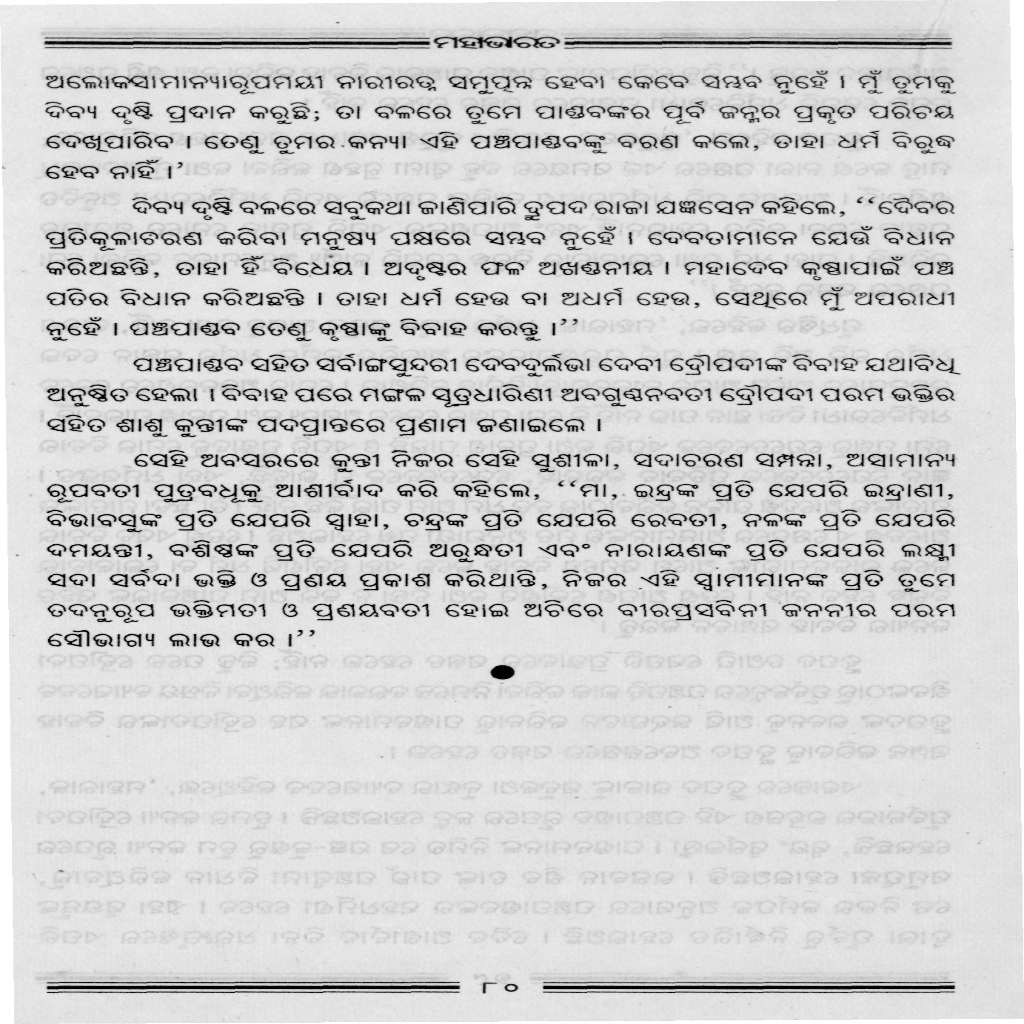 ମହାଭାରତ
ଅଲୋକସାମାନ୍ୟାରୂପମୟୀ ନାରୀରତ୍ନ ସମୁତ୍ପନ୍ନ ହେବା କେବେ ସମ୍ଭବ ନୁହେଁ । ମୁଁ ତୁମକୁ
ଦିବ୍ୟ ଦୃଷ୍ଟି ପ୍ରଦାନ କରୁଛି; ତା ବଳରେ ତୁମେ ପାଣ୍ଡବଙ୍କର ପୂର୍ବ ଜନ୍ମର ପ୍ରକୃତ ପରିଚୟ
ଦେଖିପାରିବ । ତେଣୁ ତୁମର କନ୍ୟା ଏହି ପଞ୍ଚପାଣ୍ଡବଙ୍କୁ ବରଣ କଲେ, ତାହା ଧର୍ମ ବିରୁଦ୍ଧ
ହେବ ନାହିଁ ।’
ଦିବ୍ୟ ଦୃଷ୍ଟି ବଳରେ ସବୁକଥା ଜାଣିପାରି ଦ୍ରୁପଦ ରାଜା ଯଜ୍ଞସେନ କହିଲେ, ‘‘ଦୈବର
ପ୍ରତିକୂଳାଚରଣ କରିବା ମନୁଷ୍ୟ ପକ୍ଷରେ ସମ୍ଭବ ନୁହେଁ । ଦେବତାମାନେ ଯେଉଁ ବିଧାନ
କରିଅଛନ୍ତି, ତାହା ହିଁ ବିଧେୟ । ଅଦୃଷ୍ଟର ଫଳ ଅଖଣ୍ଡନୀୟ । ମହାଦେବ କୃଷ୍ଣାପାଇଁ ପଞ୍ଚ
ପତିର ବିଧାନ କରିଅଛନ୍ତି । ତାହା ଧର୍ମ ହେଉ ବା ଅଧର୍ମ ହେଉ, ସେଥିରେ ମୁଁ ଅପରାଧୀ
ନୁହେଁ । ପଞ୍ଚପାଣ୍ଡବ ତେଣୁ କୃଷ୍ଣାଙ୍କୁ ବିବାହ କରନ୍ତୁ ।’’
ପଞ୍ଚପାଣ୍ଡବ ସହିତ ସର୍ବାଙ୍ଗସୁନ୍ଦରୀ ଦେବଦୁର୍ଲଭା ଦେବୀ ଦ୍ରୌପଦୀଙ୍କ ବିବାହ ଯଥାବିଧି
ଅନୁଷ୍ଠିତ ହେଲା । ବିବାହ ପରେ ମଙ୍ଗଳ ସୂତ୍ରଧାରିଣୀ ଅବଗୁଣ୍ଠନବତୀ ଦ୍ରୌପଦୀ ପରମ ଭକ୍ତିର
ସହିତ ଶାଶୁ କୁନ୍ତୀଙ୍କ ପଦପ୍ରାନ୍ତରେ ପ୍ରଣାମ ଜଣାଇଲେ ।
ସେହି ଅବସରରେ କୁନ୍ତୀ ନିଜର ସେହି ସୁଶୀଳା, ସଦାଚରଣ ସମ୍ପନ୍ନା, ଅସାମାନ୍ୟ
ରୂପବତୀ ପୁତ୍ରବଧୂକୁ ଆଶୀର୍ବାଦ କରି କହିଲେ, ‘‘ମା, ଇନ୍ଦ୍ରଙ୍କ ପ୍ରତି ଯେପରି ଇନ୍ଦ୍ରାଣୀ,
ବିଭାବସୁଙ୍କ ପ୍ରତି ଯେପରି ସ୍ୱାହା, ଚନ୍ଦ୍ରଙ୍କ ପ୍ରତି ଯେପରି ରେବତୀ, ନଳଙ୍କ ପ୍ରତି ଯେପରି
ଦମୟନ୍ତୀ, ବଶିଷ୍ଠଙ୍କ ପ୍ରତି ଯେପରି ଅରୁନ୍ଧତୀ ଏବଂ ନାରାୟଣଙ୍କ ପ୍ରତି ଯେପରି ଲକ୍ଷ୍ମୀ
ସଦା ସର୍ବଦା ଭକ୍ତି ଓ ପ୍ରଣୟ ପ୍ରକାଶ କରିଥାନ୍ତି, ନିଜର ଏହି ସ୍ୱାମୀମାନଙ୍କ ପ୍ରତି ତୁମେ
ତଦନୁରୂପ ଭକ୍ତିମତୀ ଓ ପ୍ରଣୟବତୀ ହୋଇ ଅଚିରେ ବୀରପ୍ରସବିନୀ ଜନନୀର ପରମ
ସୌଭାଗ୍ୟ ଲାଭ କର ।’’
୮୦